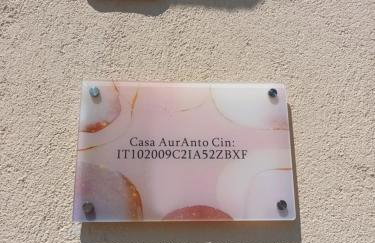 Casa AurAnto Cin:
IT102009C2IA52ZBXF